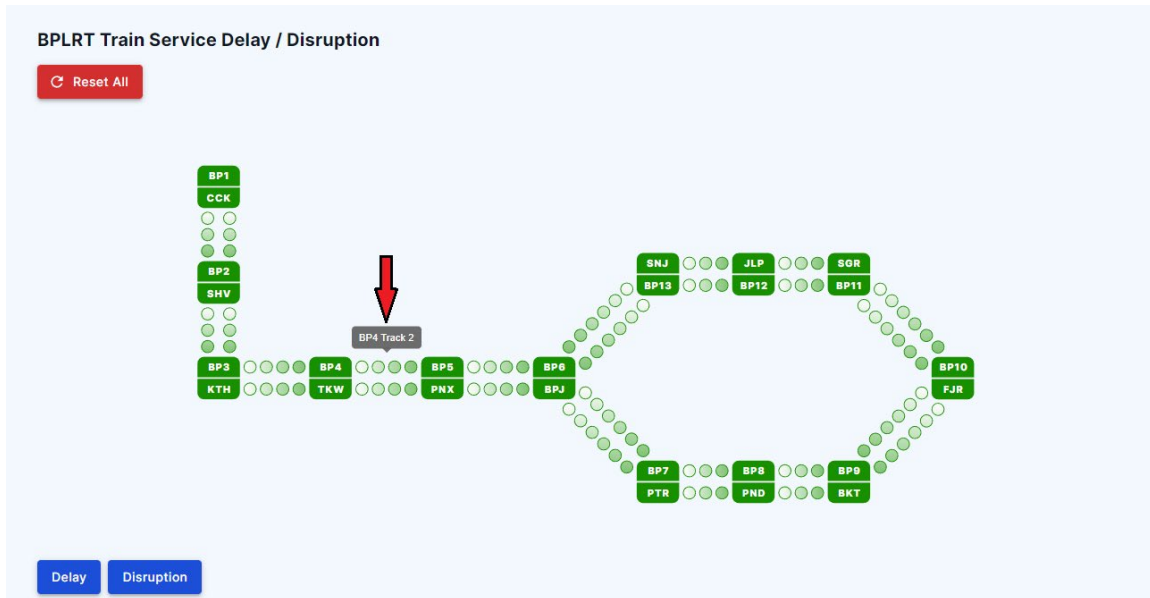 BPLRT Train Service Delay / Disruption
Reset All
BP1
CCK
BP2
SHV
BP4 Track 2
SNJ JLP SGR
BP13 BP12 BP11
BP3 BP4 BP5 BP6 BP10
KTH TKW PNX BPJ FJR
BP7 BP8 BP9
PTR PND BKT
Delay Disruption